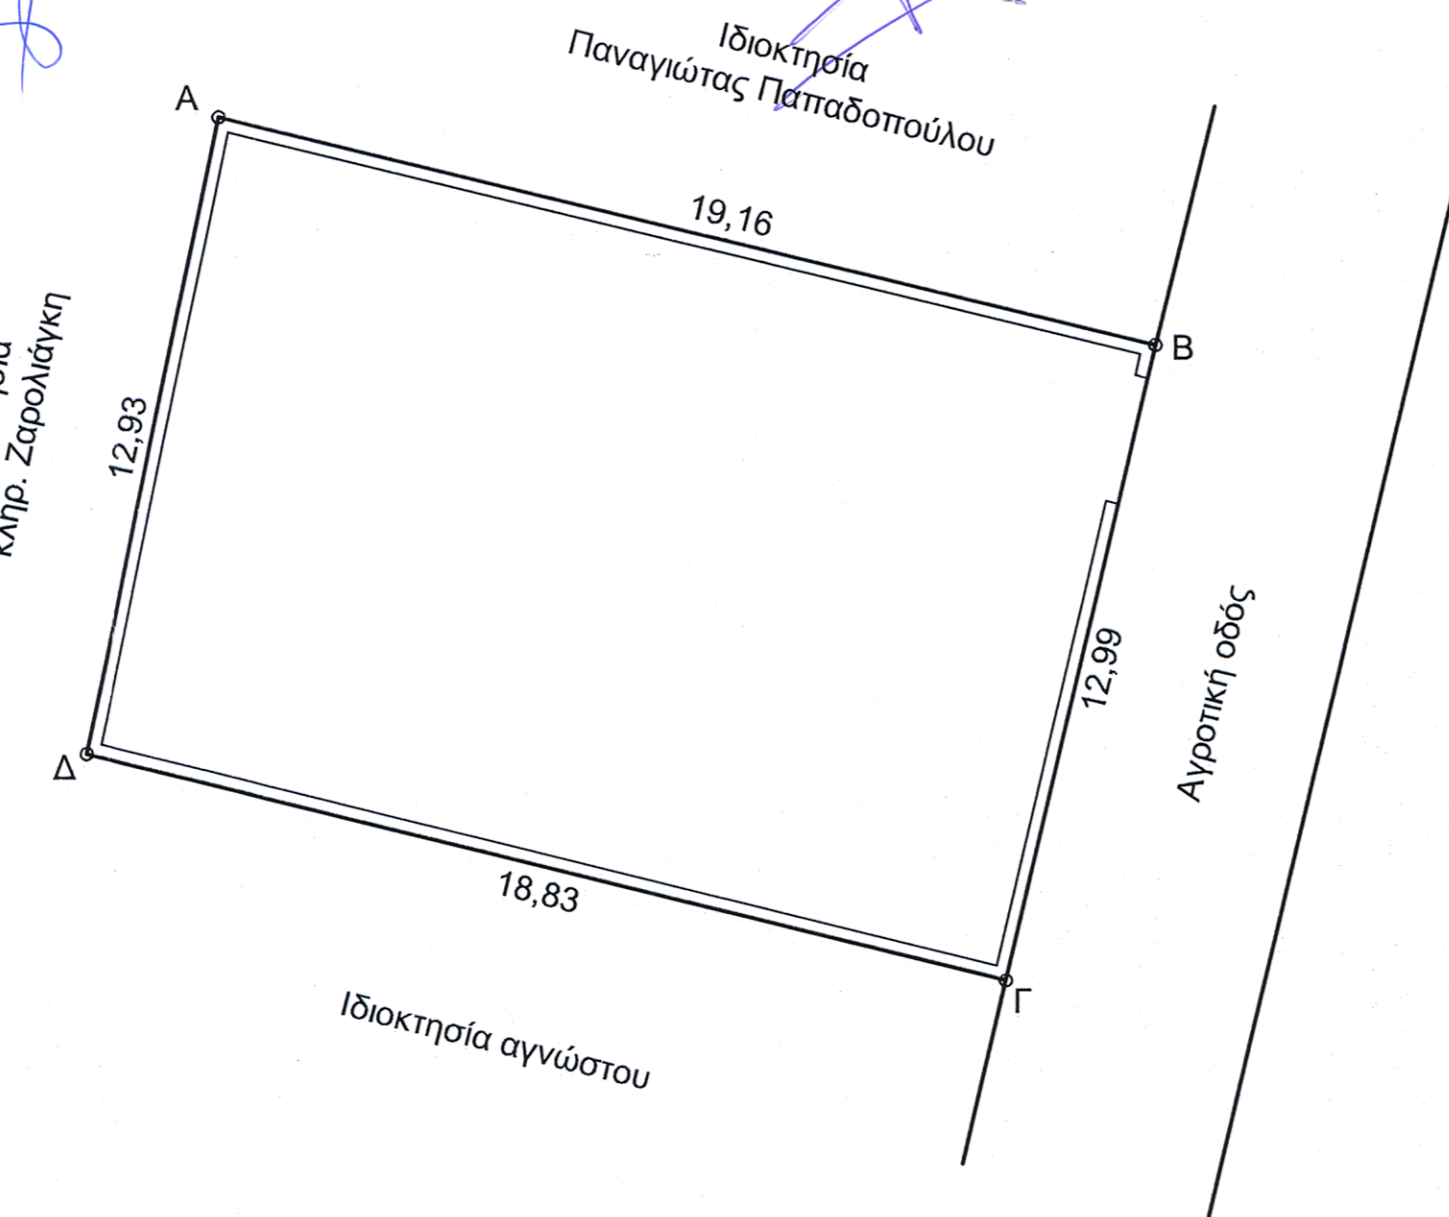 Ιδιοκτησία
Παναγιώτας Παπαδοπούλου
Α
19,16
Β
κληρ. Ζαρολιάγκη
12,93
12,99
Αγροτική οδός
Δ
18,83
Γ
Ιδιοκτησία αγνώστου